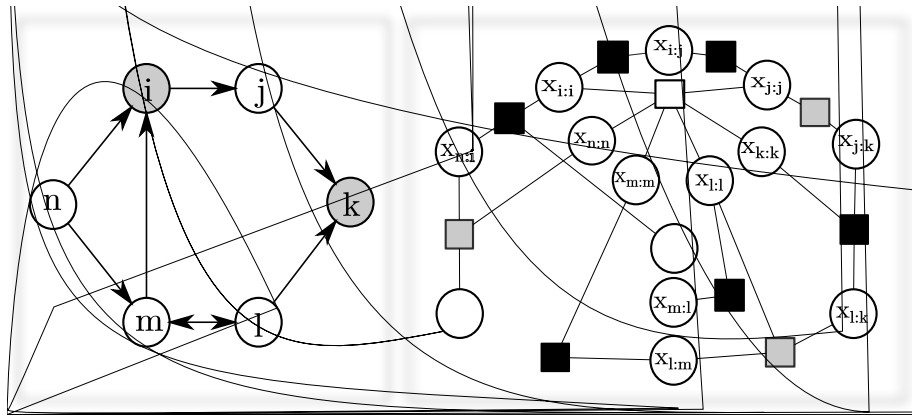 i
j
n
k
m
l
x_{i:j}
x_{i:i}
x_{j:j}
x_{n:i}
x_{n:n}
x_{k:k}
x_{j:k}
x_{m:m}
x_{l:l}
x_{m:l}
x_{l:k}
x_{l:m}